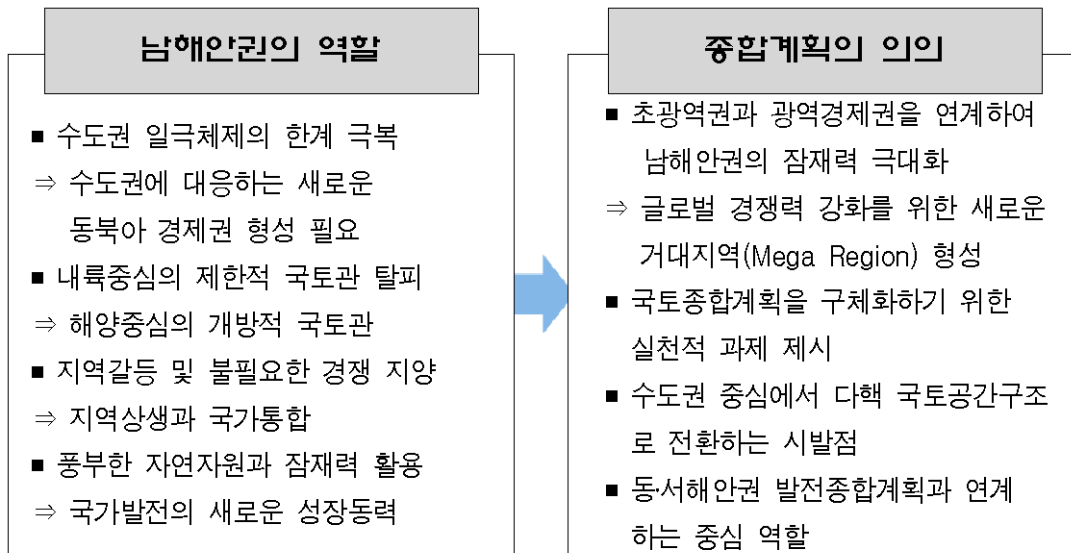 남해안권의 역할
■ 수도권 일극체제의 한계 극복
⇒ 수도권에 대응하는 새로운
동북아 경제권 형성 필요
■ 내륙중심의 제한적 국토관 탈피
⇒ 해양중심의 개방적 국토관
■ 지역갈등 및 불필요한 경쟁 지양
⇒ 지역상생과 국가통합
■ 풍부한 자연자원과 잠재력 활용
⇒ 국가발전의 새로운 성장동력
종합계획의 의의
■ 초광역권과 광역경제권을 연계하여
남해안권의 잠재력 극대화
⇒ 글로벌 경쟁력 강화를 위한 새로운
거대지역(Mega Region) 형성
■ 국토종합계획을 구체화하기 위한
실천적 과제 제시
■ 수도권 중심에서 다핵 국토공간구조
로 전환하는 시발점
■ 동·서해안권 발전종합계획과 연계
하는 중심 역할